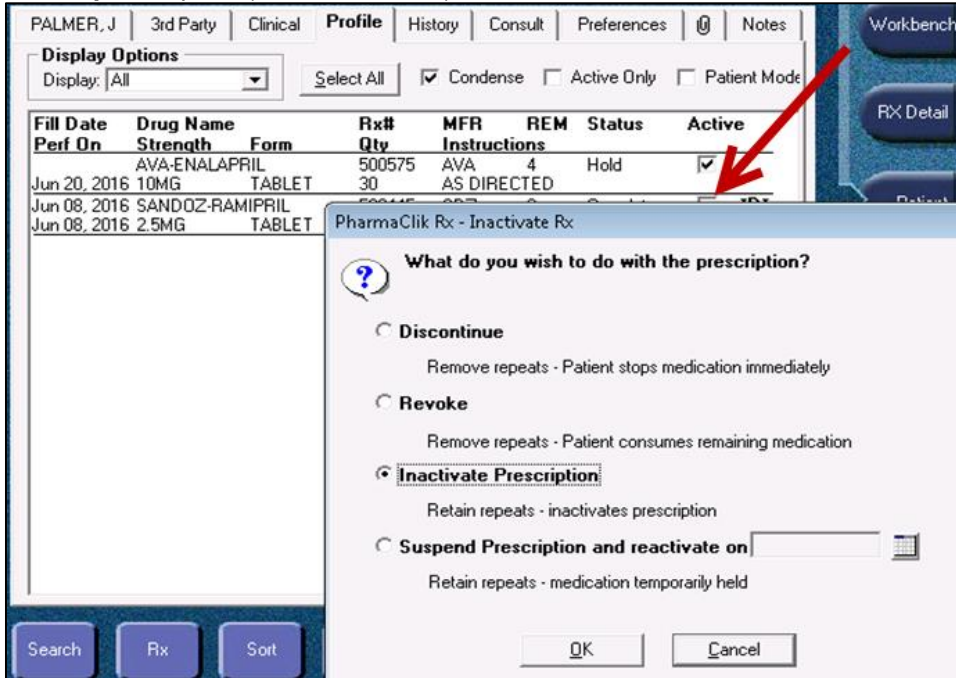 PALMER, J 3rd Party Clinical Profile History Consult Preferences Notes
Workbench
Display Options
Display: All Select All Condense Active Only Patient Mode
RX Detail
Fill Date Drug Name Rx# MFR REM Status Active
Perf On Strength Form Qty Instructions
AVA-ENALAPRIL 500575 AVA 4 Hold
Jun 20, 2016 10MG TABLET 30 AS DIRECTED
Jun 08, 2016 SANDOZ-RAMIPRIL
Jun 08, 2016 2.5MG TABLET
PharmaClik Rx - Inactivate Rx
What do you wish to do with the prescription?
Discontinue
Remove repeats - Patient stops medication immediately
Revoke
Remove repeats - Patient consumes remaining medication
Inactivate Prescription
Retain repeats - inactivates prescription
Suspend Prescription and reactivate on
Retain repeats - medication temporarily held
Search Rx Sort
OK Cancel